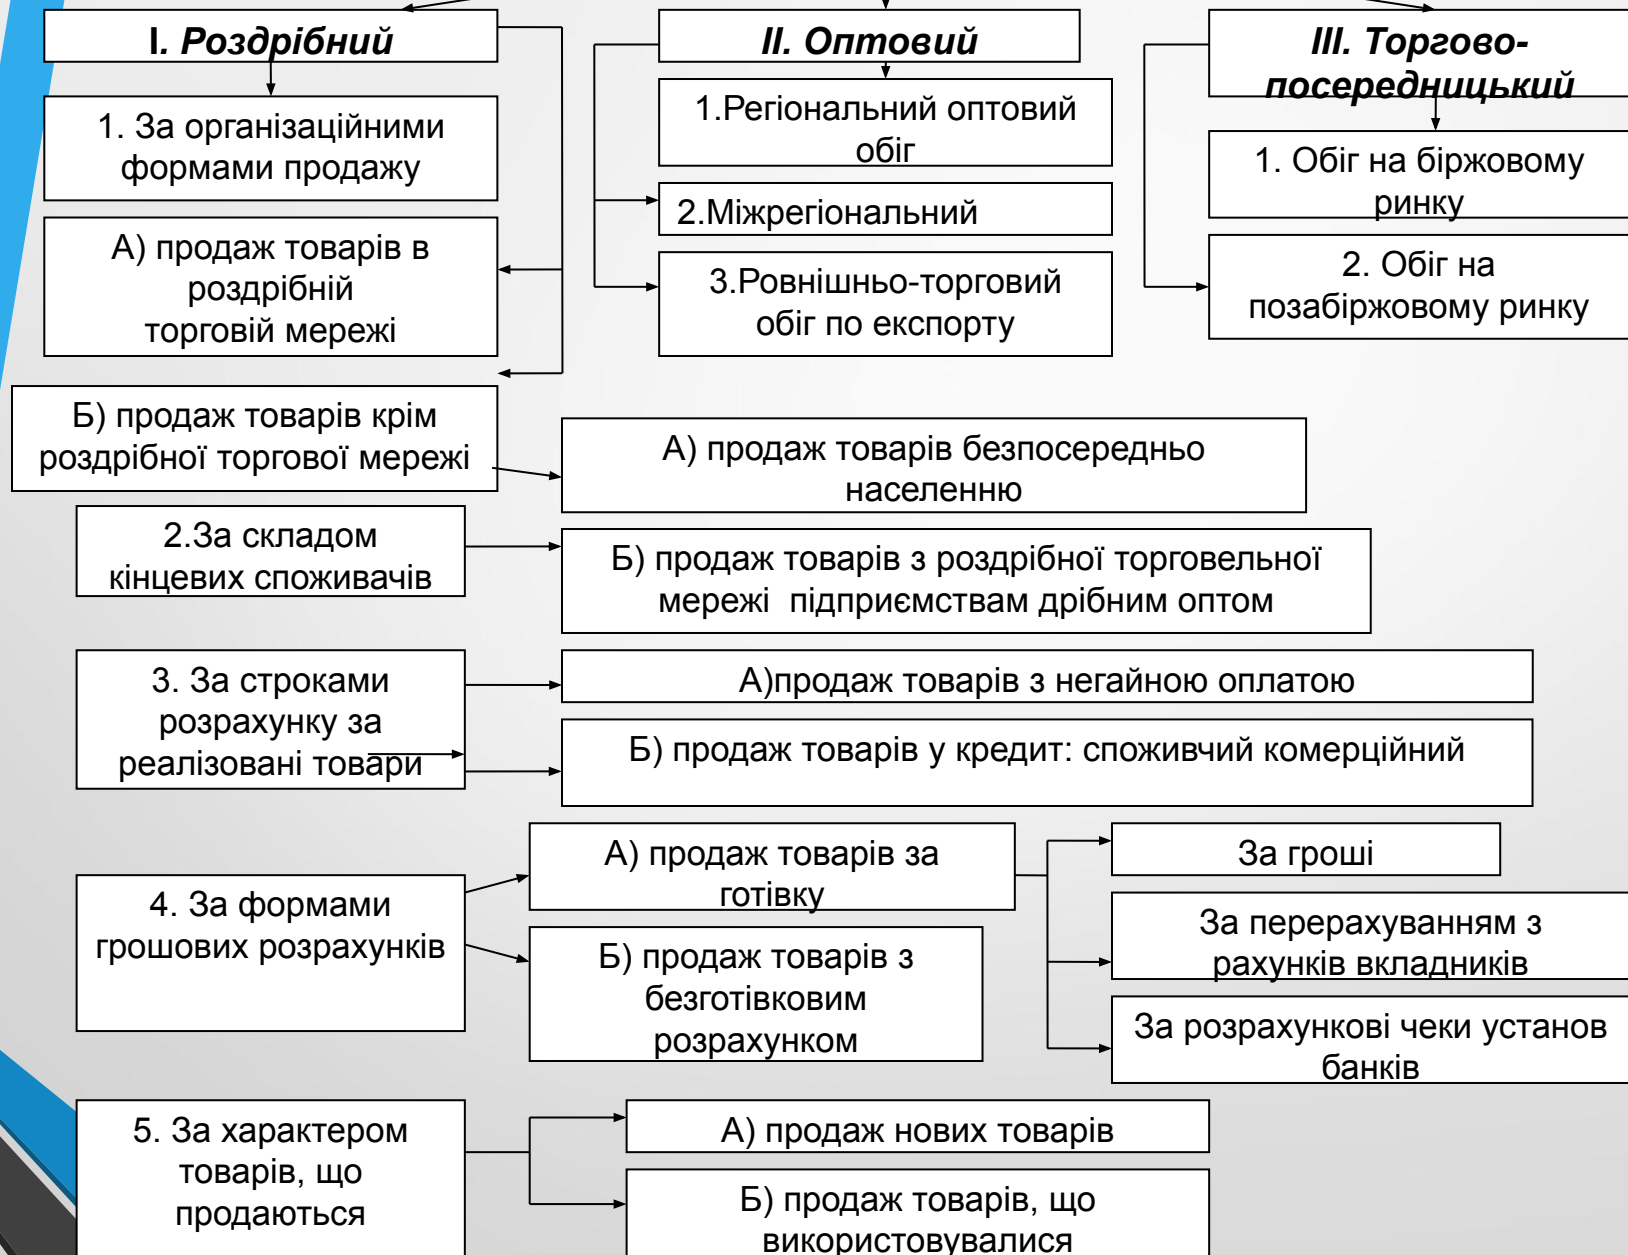 I. Роздрібний
II. Оптовий
III. Торгово-
посередницький
1. За організаційними
формами продажу
1.Регіональний оптовий
обіг
1. Обіг на біржовому
ринку
2.Міжрегіональний
А) продаж товарів в
роздрібній
торговій мережі
3.Ровнішньо-торговий
обіг по експорту
2. Обіг на
позабіржовому ринку
Б) продаж товарів крім
роздрібної торгової мережі
А) продаж товарів безпосередньо
населенню
2.За складом
кінцевих споживачів
Б) продаж товарів з роздрібної торговельної
мережі  підприємствам дрібним оптом
3. За строками
розрахунку за
реалізовані товари
А)продаж товарів з негайною оплатою
Б) продаж товарів у кредит: споживчий комерційний
4. За формами
грошових розрахунків
А) продаж товарів за
готівку
За гроші
За перерахуванням з
рахунків вкладників
Б) продаж товарів з
безготівковим
розрахунком
За розрахункові чеки установ
банків
5. За характером
товарів, що
продаються
А) продаж нових товарів
Б) продаж товарів, що
використовувалися